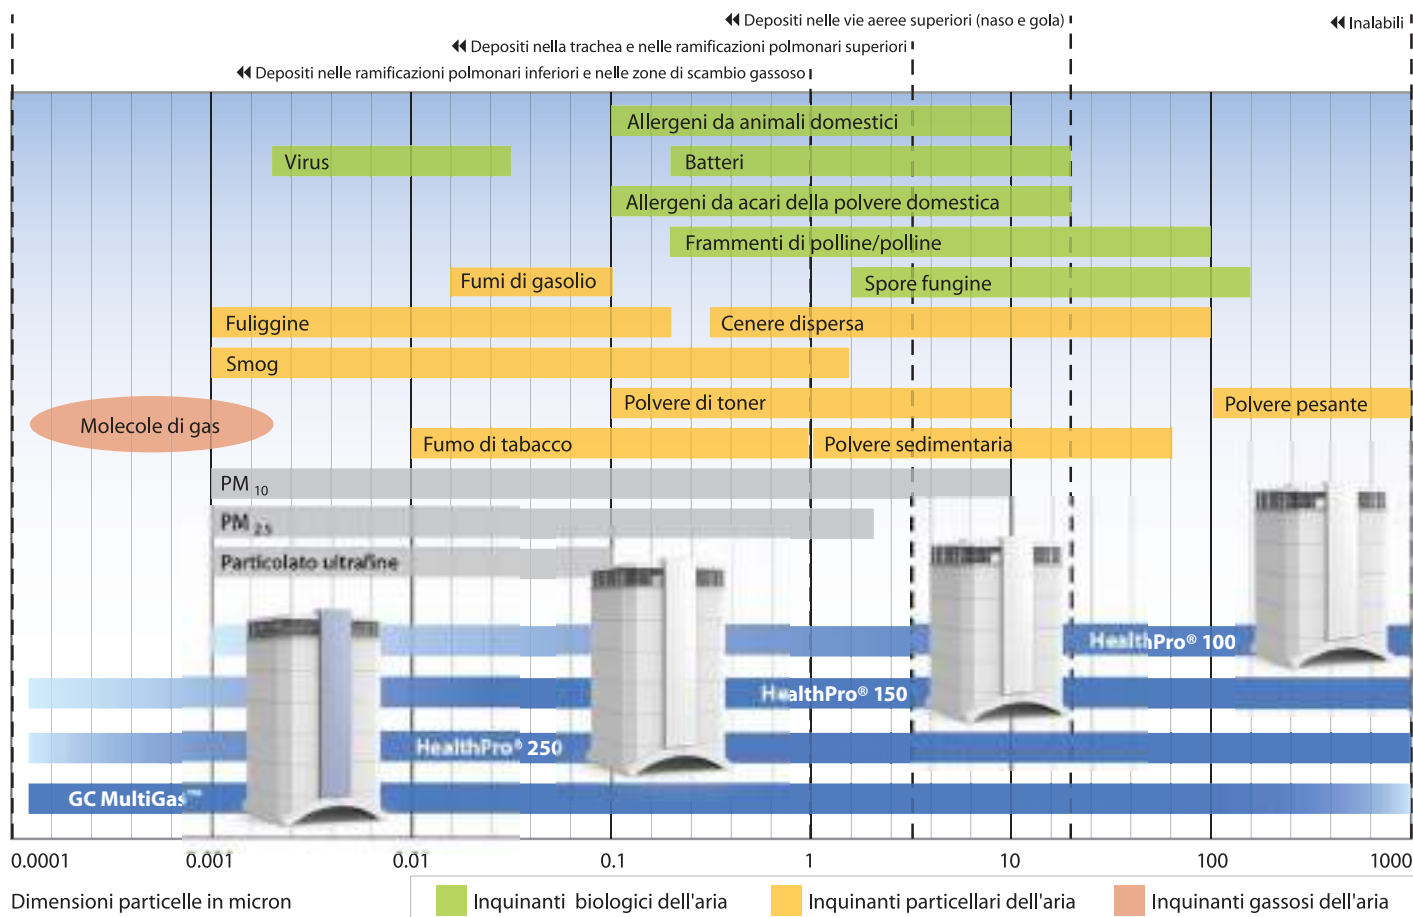 Depositi nelle vie aeree superiori (naso e gola)
Inalabili
Depositi nella trachea e nelle ramificazioni polmonari superiori
Depositi nelle ramificazioni polmonari inferiori e nelle zone di scambio gassoso
Allergeni da animali domestici
Virus
Batteri
Allergeni da acari della polvere domestica
Frammenti di polline/polline
Fumi di gasolio
Spore fungine
Fuliggine
Cenere dispersa
Smog
Polvere di toner
Polvere pesante
Molecole di gas
Fumo di tabacco
Polvere sedimentaria
PM 10
PM 2.5
Particolato ultrafine
HealthPro® 100
HealthPro® 150
HealthPro® 250
GC MultiGas™
0.0001 0.001 0.01 0.1 1 10 100 1000
Dimensioni particelle in micron
Inquinanti biologici dell'aria
Inquinanti particellari dell'aria
Inquinanti gassosi dell'aria